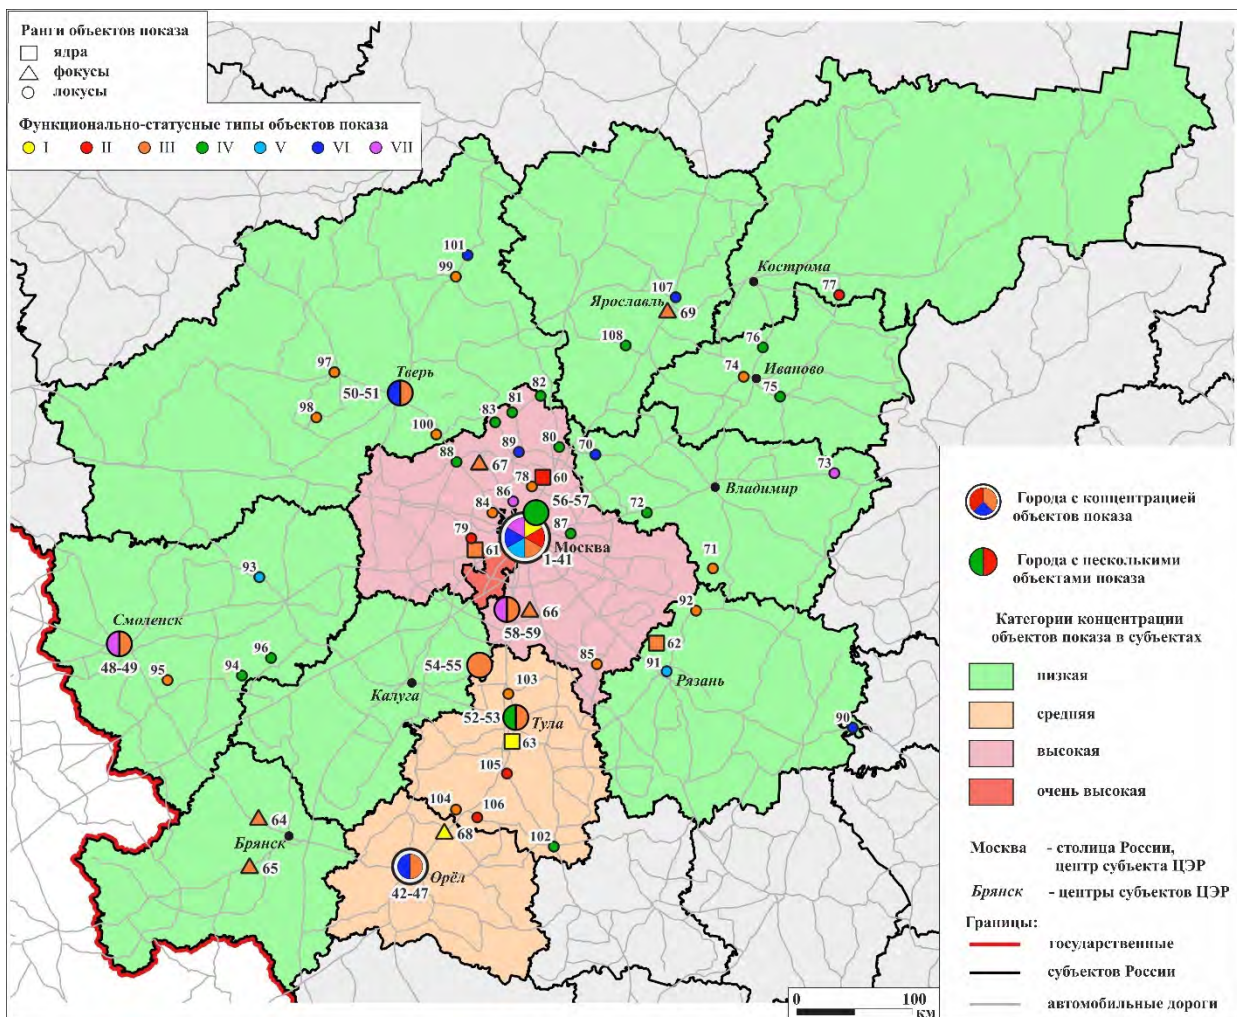 Ранги объектов показа
ядра
фокусы
локусы
Функционально-статусные типы объектов показа
I II III IV V VI VII
101
99
Кострома
107
77
Ярославль
69
108
76
97
74
Иваново
Тверь
75
50-51
82
81
98
83
100
89
80
70
88
67
73
78
60
Владимир
86
56-57
84
72
87
79
Москва
61
1-41
93
71
92
66
Смоленск
58-59
62
48-49
96
85
91
54-55
94
95
Рязань
Калуга
103
52-53
Тула
90
63
105
104
106
64
68
Брянск
102
65
Орёл
42-47
Города с концентрацией
объектов показа
Города с несколькими
объектами показа
Категории концентрации
объектов показа в субъектах
низкая
средняя
высокая
очень высокая
Москва - столица России,
центр субъекта ЦЭР
Брянск - центры субъектов ЦЭР
Границы:
государственные
субъектов России
автомобильные дороги
0 100
км